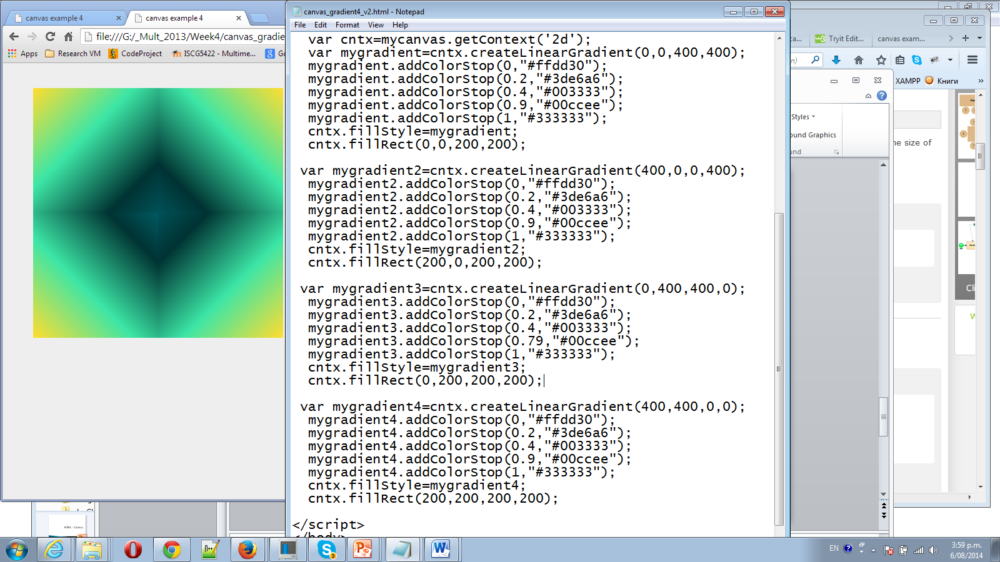 canvas example 4
canvas example 4
file:///G:/_Mult_2013/Week4/canvas_gradie
Apps Research VM CodeProject ISCG5422 - Multime...
canvas_gradient4_v2.html - Notepad
File Edit Format View Help
var cntx=mycanvas.getContext('2d');
var mygradient=cntx.createLinearGradient(0,0,400,400);
mygradient.addColorStop(0,"#ffdd30");
mygradient.addColorStop(0.2,"#3de6a6");
mygradient.addColorStop(0.4,"#003333");
mygradient.addColorStop(0.9,"#00ccee");
mygradient.addColorStop(1,"#333333");
cntx.fillStyle=mygradient;
cntx.fillRect(0,0,200,200);
var mygradient2=cntx.createLinearGradient(400,0,0,400);
mygradient2.addColorStop(0,"#ffdd30");
mygradient2.addColorStop(0.2,"#3de6a6");
mygradient2.addColorStop(0.4,"#003333");
mygradient2.addColorStop(0.9,"#00ccee");
mygradient2.addColorStop(1,"#333333");
cntx.fillStyle=mygradient2;
cntx.fillRect(200,0,200,200);
var mygradient3=cntx.createLinearGradient(0,400,400,0);
mygradient3.addColorStop(0,"#ffdd30");
mygradient3.addColorStop(0.2,"#3de6a6");
mygradient3.addColorStop(0.4,"#003333");
mygradient3.addColorStop(0.79,"#00ccee");
mygradient3.addColorStop(1,"#333333");
cntx.fillStyle=mygradient3;
cntx.fillRect(0,200,200,200);
var mygradient4=cntx.createLinearGradient(400,400,0,0);
mygradient4.addColorStop(0,"#ffdd30");
mygradient4.addColorStop(0.2,"#3de6a6");
mygradient4.addColorStop(0.4,"#003333");
mygradient4.addColorStop(0.9,"#00ccee");
mygradient4.addColorStop(1,"#333333");
cntx.fillStyle=mygradient4;
cntx.fillRect(200,200,200,200);
</script>
</body>
ca... Tryit Edit... canvas exam...
XAMPP Книги
Styles
ound Graphics
und
he size of
Cli
W
HTML – Canva
EN
3:59 p.m.
6/08/2014